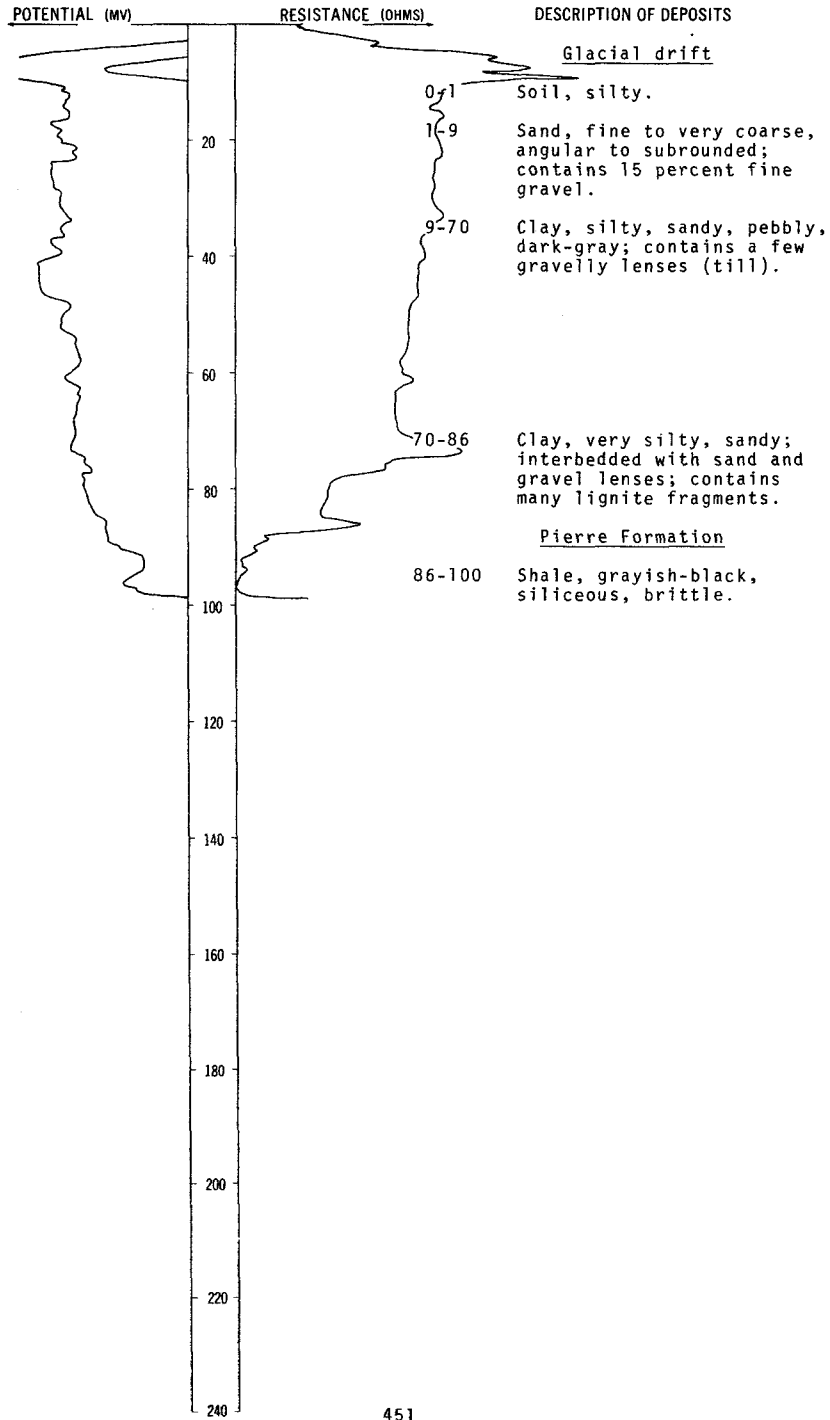 POTENTIAL (MV) RESISTANCE (OHMS) DESCRIPTION OF DEPOSITS
Glacial drift
0-1 Soil, silty.
1-9 Sand, fine to very coarse,
angular to subrounded;
contains 15 percent fine
gravel.
9-70 Clay, silty, sandy, pebbly,
dark-gray; contains a few
gravelly lenses (till).
70-86 Clay, very silty, sandy;
interbedded with sand and
gravel lenses; contains
many lignite fragments.
Pierre Formation
86-100 Shale, grayish-black,
siliceous, brittle.
20
40
60
80
100
120
140
160
180
200
220
240
451